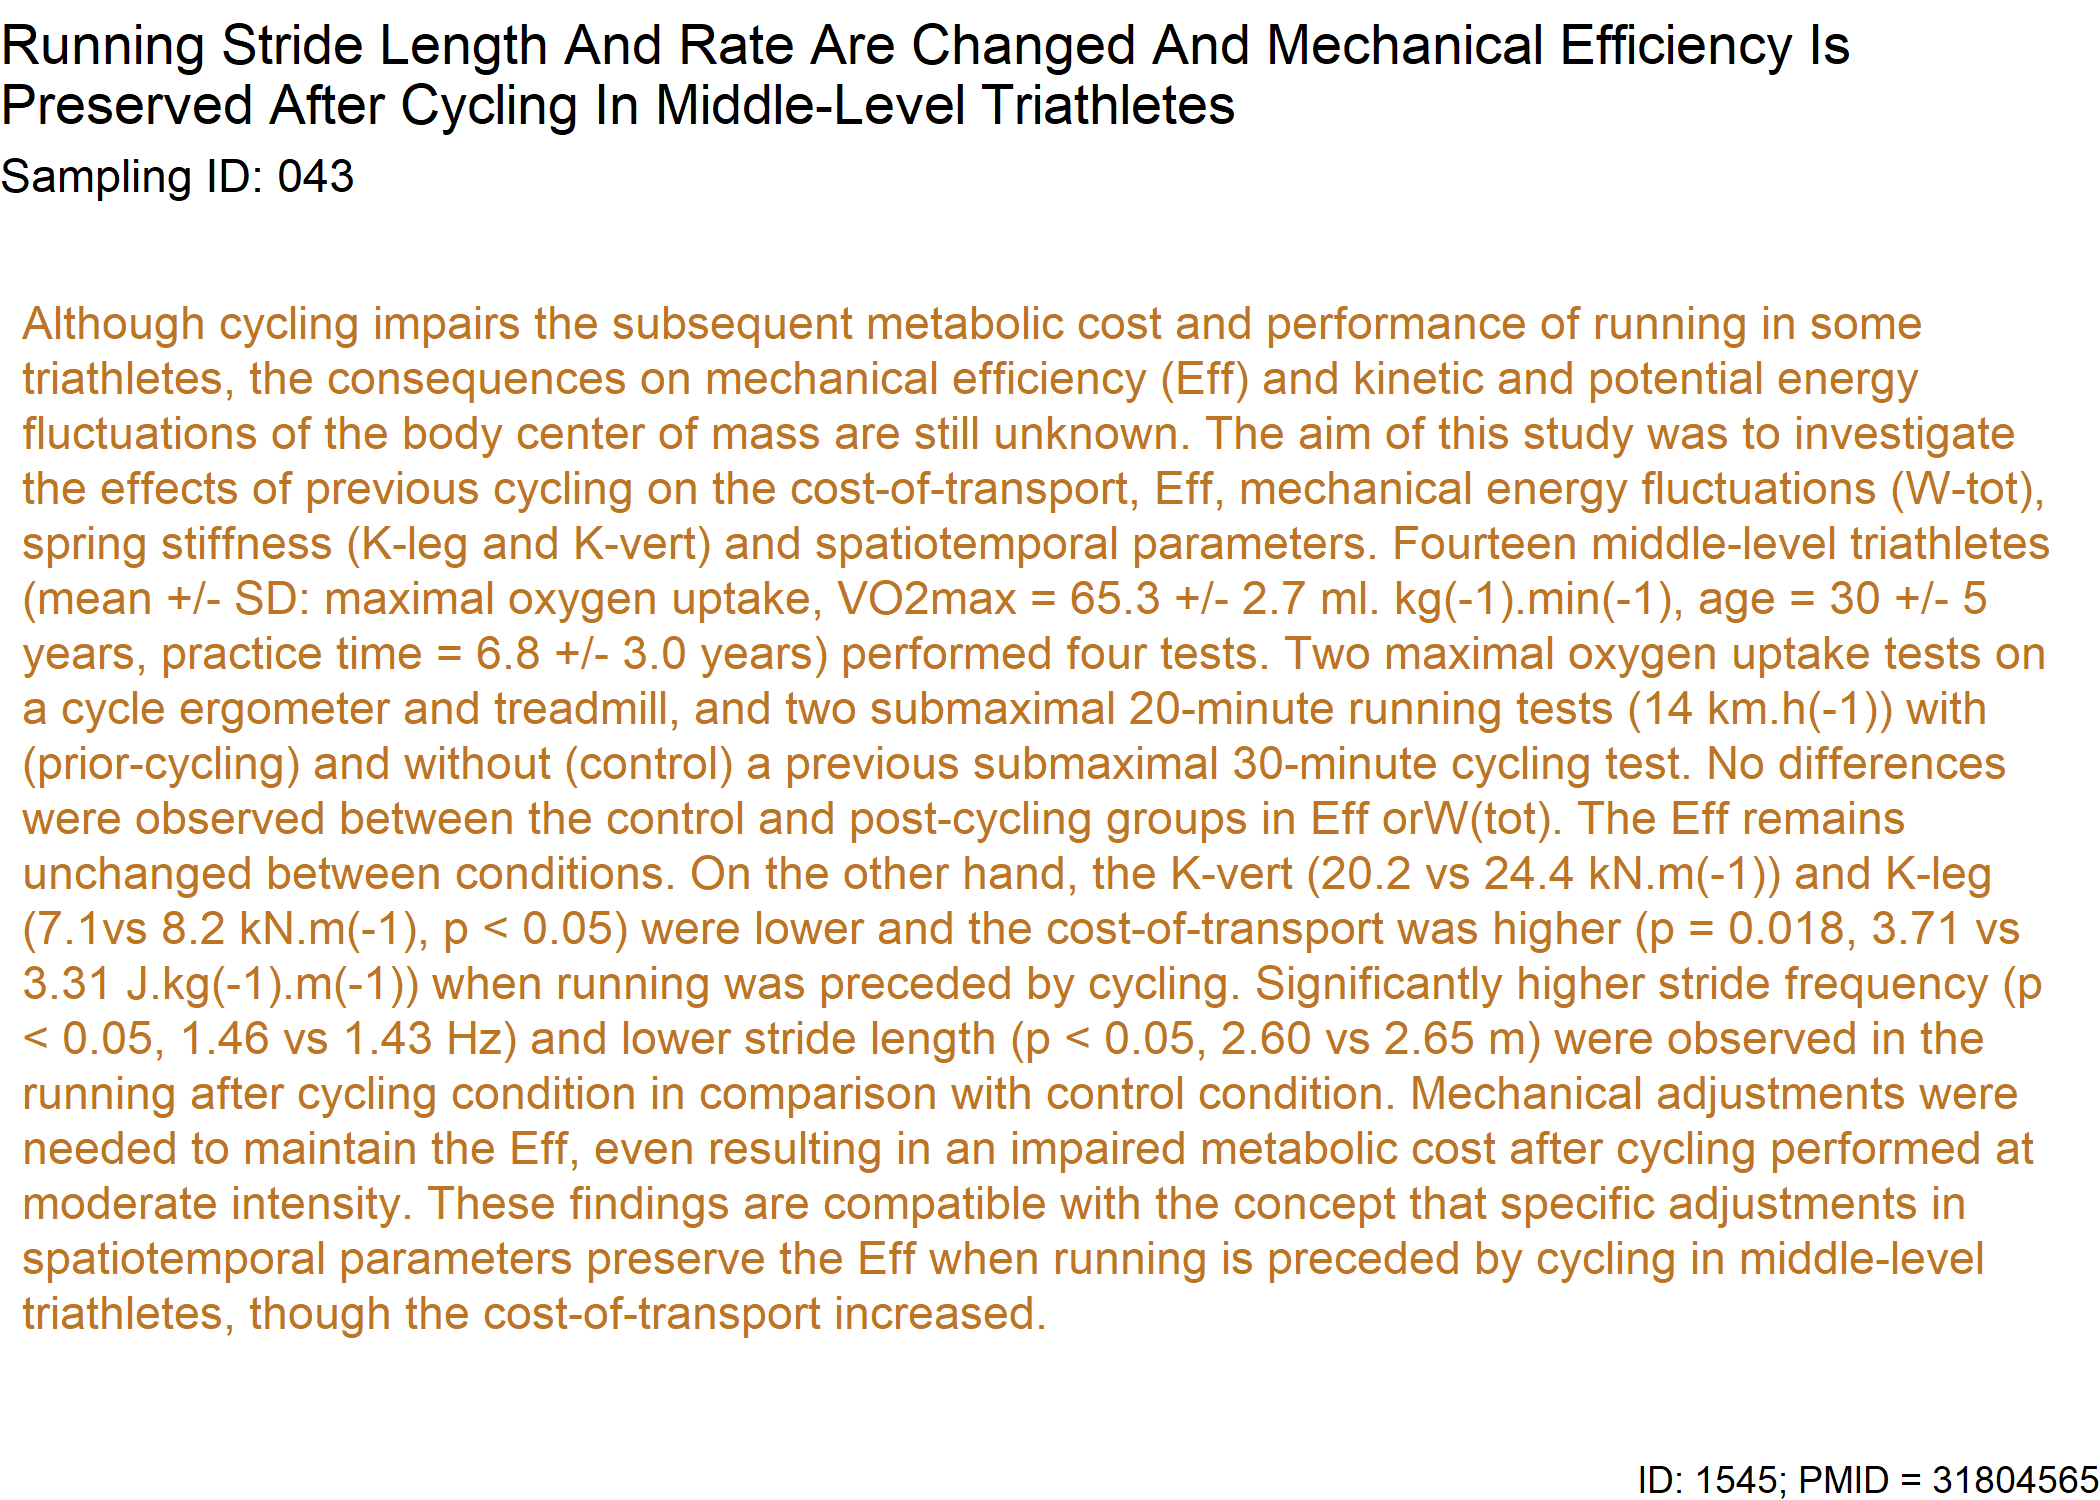 Running Stride Length And Rate Are Changed And Mechanical Efficiency Is
Preserved After Cycling In Middle-Level Triathletes
Sampling ID: 043
Although cycling impairs the subsequent metabolic cost and performance of running in some
triathletes, the consequences on mechanical efficiency (Eff) and kinetic and potential energy
fluctuations of the body center of mass are still unknown. The aim of this study was to investigate
the effects of previous cycling on the cost-of-transport, Eff, mechanical energy fluctuations (W-tot),
spring stiffness (K-leg and K-vert) and spatiotemporal parameters. Fourteen middle-level triathletes
(mean +/- SD: maximal oxygen uptake, VO2max = 65.3 +/- 2.7 ml. kg(-1).min(-1), age = 30 +/- 5
years, practice time = 6.8 +/- 3.0 years) performed four tests. Two maximal oxygen uptake tests on
a cycle ergometer and treadmill, and two submaximal 20-minute running tests (14 km.h(-1)) with
(prior-cycling) and without (control) a previous submaximal 30-minute cycling test. No differences
were observed between the control and post-cycling groups in Eff orW(tot). The Eff remains
unchanged between conditions. On the other hand, the K-vert (20.2 vs 24.4 kN.m(-1)) and K-leg
(7.1vs 8.2 kN.m(-1), p < 0.05) were lower and the cost-of-transport was higher (p = 0.018, 3.71 vs
3.31 J.kg(-1).m(-1)) when running was preceded by cycling. Significantly higher stride frequency (p
< 0.05, 1.46 vs 1.43 Hz) and lower stride length (p < 0.05, 2.60 vs 2.65 m) were observed in the
running after cycling condition in comparison with control condition. Mechanical adjustments were
needed to maintain the Eff, even resulting in an impaired metabolic cost after cycling performed at
moderate intensity. These findings are compatible with the concept that specific adjustments in
spatiotemporal parameters preserve the Eff when running is preceded by cycling in middle-level
triathletes, though the cost-of-transport increased.
ID: 1545; PMID = 31804565